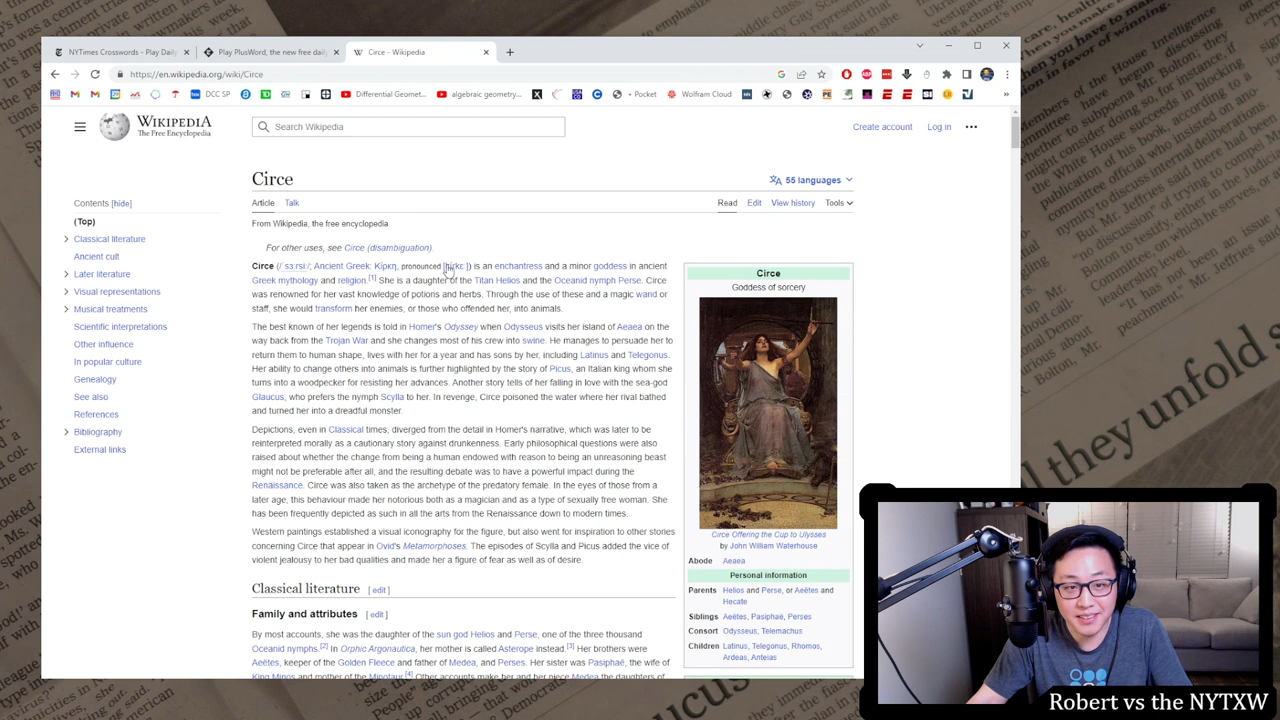 NYTimes Crosswords - Play Daily
Play PlusWord, the new free daily
Circe - Wikipedia
https://en.wikipedia.org/wiki/Circe
DCC SP
Differential Geomet...
algebraic geometry...
+ Pocket
Wolfram Cloud
WIKIPEDIA
The Free Encyclopedia
Search Wikipedia
Create account
Log in
Circe
55 languages
Contents [hide]
(Top)
Classical literature
Ancient cult
Later literature
Visual representations
Musical treatments
Scientific interpretations
Other influence
In popular culture
Genealogy
See also
References
Bibliography
External links
Article Talk
Read Edit View history Tools
From Wikipedia, the free encyclopedia
For other uses, see Circe (disambiguation).
Circe (/ˈsɜːrsiː/; Ancient Greek: Κίρκη, pronounced is an enchantress and a minor goddess in ancient
Greek mythology and religion.[1] She is a daughter of the Titan Helios and the Oceanid nymph Perse. Circe
was renowned for her vast knowledge of potions and herbs. Through the use of these and a magic wand or
staff, she would transform her enemies, or those who offended her, into animals.
The best known of her legends is told in Homer's Odyssey when Odysseus visits her island of Aeaea on the
way back from the Trojan War and she changes most of his crew into swine. He manages to persuade her to
return them to human shape, lives with her for a year and has sons by her, including Latinus and Telegonus.
Her ability to change others into animals is further highlighted by the story of Picus, an Italian king whom she
turns into a woodpecker for resisting her advances. Another story tells of her falling in love with the sea-god
Glaucus, who prefers the nymph Scylla to her. In revenge, Circe poisoned the water where her rival bathed
and turned her into a dreadful monster.
Depictions, even in Classical times, diverged from the detail in Homer's narrative, which was later to be
reinterpreted morally as a cautionary story against drunkenness. Early philosophical questions were also
raised about whether the change from being a human endowed with reason to being an unreasoning beast
might not be preferable after all, and the resulting debate was to have a powerful impact during the
Renaissance. Circe was also taken as the archetype of the predatory female. In the eyes of those from a
later age, this behaviour made her notorious both as a magician and as a type of sexually free woman. She
has been frequently depicted as such in all the arts from the Renaissance down to modern times.
Western paintings established a visual iconography for the figure, but also went for inspiration to other stories
concerning Circe that appear in Ovid's Metamorphoses. The episodes of Scylla and Picus added the vice of
violent jealousy to her bad qualities and made her a figure of fear as well as of desire.
Classical literature [ edit ]
Family and attributes [ edit ]
By most accounts, she was the daughter of the sun god Helios and Perse, one of the three thousand
Oceanid nymphs.[2] In Orphic Argonautica, her mother is called Asterope instead.[3] Her brothers were
Aeëtes, keeper of the Golden Fleece and father of Medea, and Perses. Her sister was Pasiphaë, the wife of
King Minos and mother of the Minotaur.[4] Other accounts make her and her niece Medea the daughters of
Circe
Goddess of sorcery
Circe Offering the Cup to Ulysses
by John William Waterhouse
Abode Aeaea
Personal information
Parents Helios and Perse, or Aeëtes and
Hecate
Siblings Aeëtes, Pasiphaë, Perses
Consort Odysseus, Telemachus
Children Latinus, Telegonus, Rhomos,
Ardeas, Anteias
they unfold
Robert vs the NYTXW